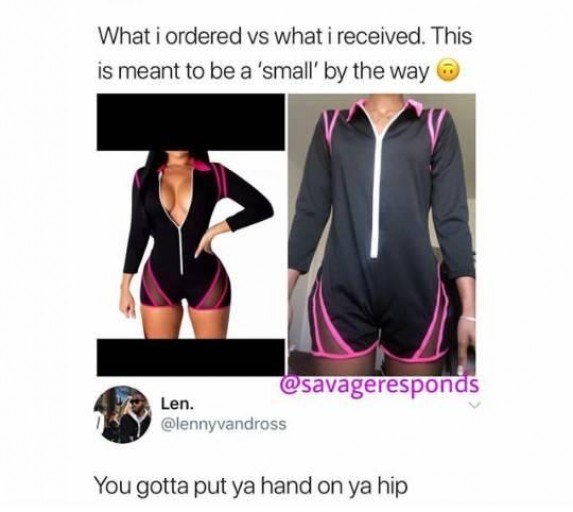 What i ordered vs what i received. This
is meant to be a 'small' by the way 🙃
@savageresponds
Len.
@lennyvandross
You gotta put ya hand on ya hip